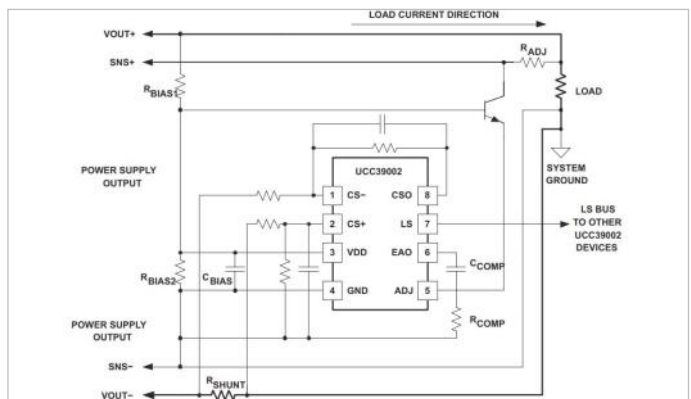 LOAD CURRENT DIRECTION
VOUT+
SNS+
RADJ
RBIAS1
LOAD
UCC39002
POWER SUPPLY
OUTPUT
SYSTEM
GROUND
1 CS− CSO 8
2 CS+ LS 7
LS BUS
TO OTHER
UCC39002
DEVICES
3 VDD EAO 6
RBIAS2
CBIAS
CCOMP
4 GND ADJ 5
RCOMP
POWER SUPPLY
OUTPUT
SNS−
RSHUNT
VOUT−